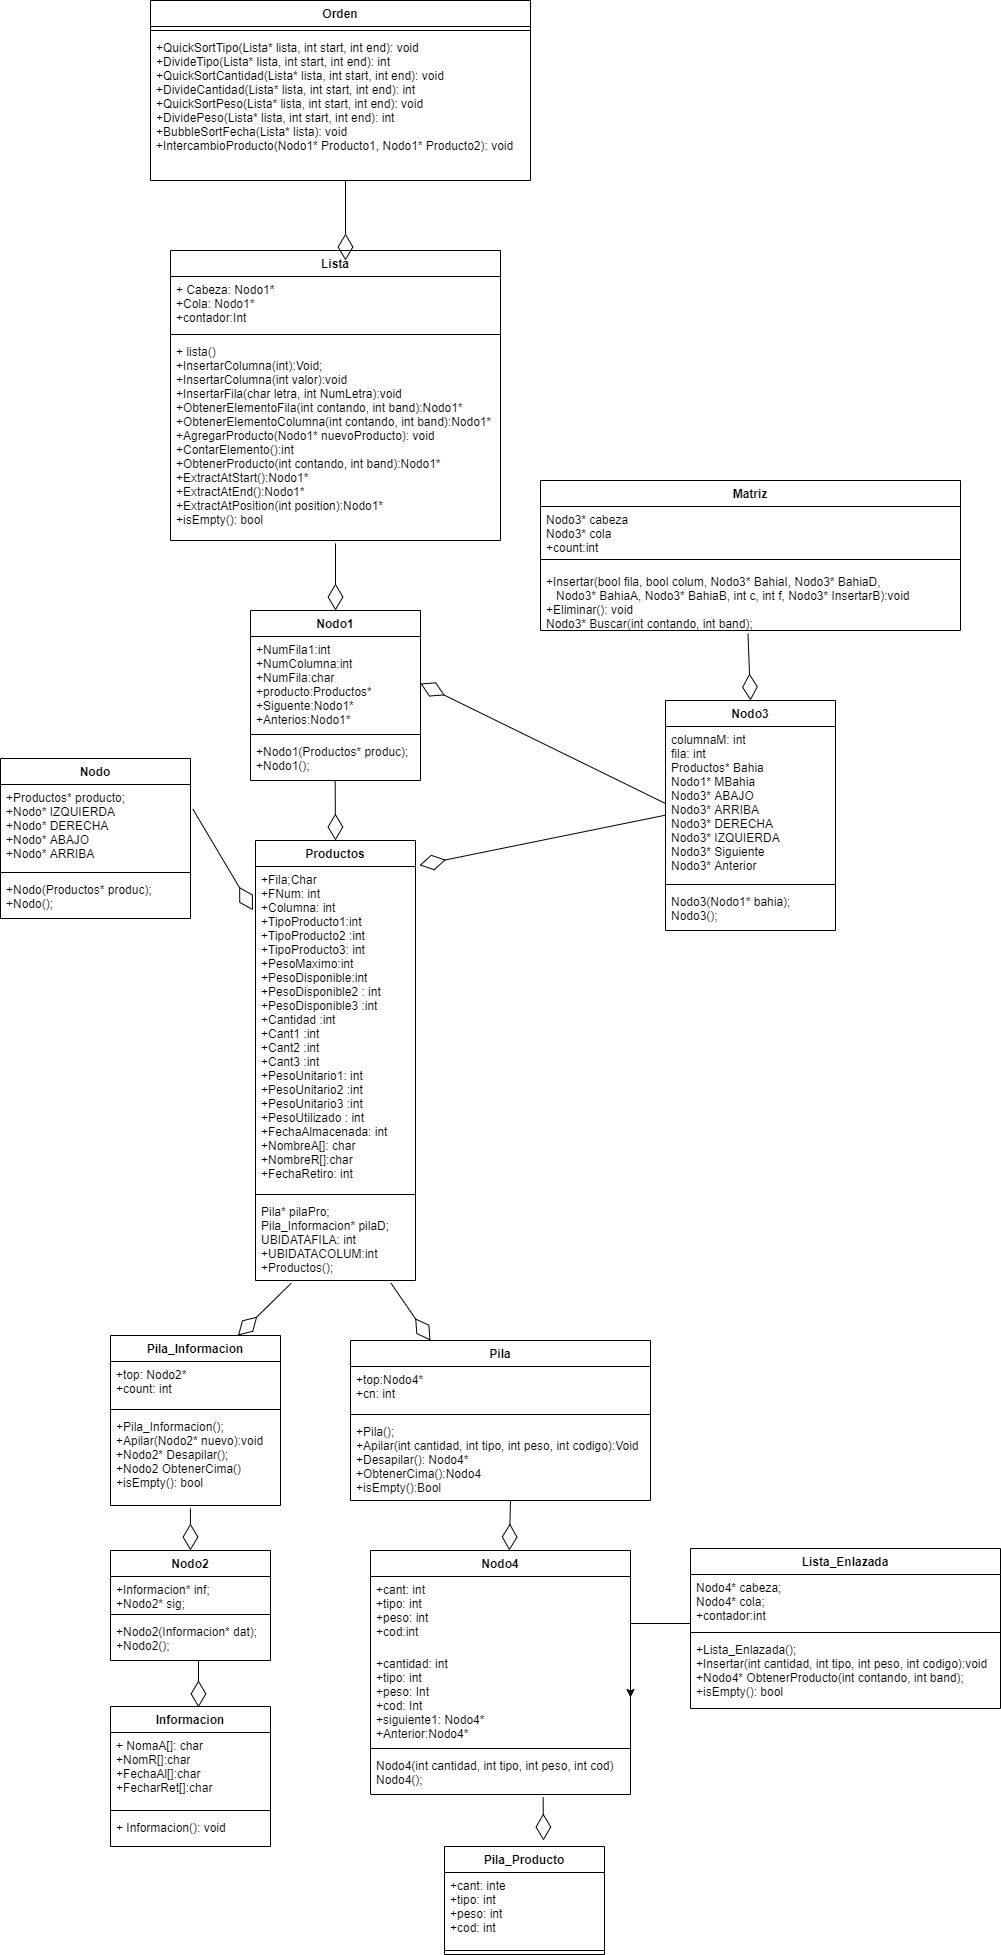 Orden
+QuickSortTipo(Lista* lista, int start, int end): void
+DivideTipo(Lista* lista, int start, int end): int
+QuickSortCantidad(Lista* lista, int start, int end): void
+DivideCantidad(Lista* lista, int start, int end): int
+QuickSortPeso(Lista* lista, int start, int end): void
+DividePeso(Lista* lista, int start, int end): int
+BubbleSortFecha(Lista* lista): void
+IntercambioProducto(Nodo1* Producto1, Nodo1* Producto2): void
Lista
+ Cabeza: Nodo1*
+Cola: Nodo1*
+contador:Int
+ lista()
+InsertarColumna(int):Void;
+InsertarColumna(int valor):void
+InsertarFila(char letra, int NumLetra):void
+ObtenerElementoFila(int contando, int band):Nodo1*
+ObtenerElementoColumna(int contando, int band):Nodo1*
+AgregarProducto(Nodo1* nuevoProducto): void
+ContarElemento():int
+ObtenerProducto(int contando, int band):Nodo1*
+ExtractAtStart():Nodo1*
+ExtractAtEnd():Nodo1*
+ExtractAtPosition(int position):Nodo1*
+isEmpty(): bool
Matriz
Nodo3* cabeza
Nodo3* cola
+count:int
+Insertar(bool fila, bool colum, Nodo3* BahiaI, Nodo3* BahiaD,
Nodo3* BahiaA, Nodo3* BahiaB, int c, int f, Nodo3* InsertarB):void
+Eliminar(): void
Nodo3* Buscar(int contando, int band);
Nodo1
+NumFila1:int
+NumColumna:int
+NumFila:char
+producto:Productos*
+Siguente:Nodo1*
+Anterios:Nodo1*
+Nodo1(Productos* produc);
+Nodo1();
Nodo3
columnaM: int
fila: int
Productos* Bahia
Nodo1* MBahia
Nodo3* ABAJO
Nodo3* ARRIBA
Nodo3* DERECHA
Nodo3* IZQUIERDA
Nodo3* Siguiente
Nodo3* Anterior
Nodo3(Nodo1* bahia);
Nodo3();
Nodo
+Productos* producto;
+Nodo* IZQUIERDA
+Nodo* DERECHA
+Nodo* ABAJO
+Nodo* ARRIBA
+Nodo(Productos* produc);
+Nodo();
Productos
+Fila;Char
+FNum: int
+Columna: int
+TipoProducto1:int
+TipoProducto2 :int
+TipoProducto3: int
+PesoMaximo:int
+PesoDisponible:int
+PesoDisponible2 : int
+PesoDisponible3 :int
+Cantidad :int
+Cant1 :int
+Cant2 :int
+Cant3 :int
+PesoUnitario1: int
+PesoUnitario2 :int
+PesoUnitario3 :int
+PesoUtilizado : int
+FechaAlmacenada: int
+NombreA[]: char
+NombreR[]:char
+FechaRetiro: int
Pila* pilaPro;
Pila_Informacion* pilaD;
UBIDATAFILA: int
+UBIDATACOLUM:int
+Productos();
Pila_Informacion
+top: Nodo2*
+count: int
+Pila_Informacion();
+Apilar(Nodo2* nuevo):void
+Nodo2* Desapilar();
+Nodo2 ObtenerCima()
+isEmpty(): bool
Pila
+top:Nodo4*
+cn: int
+Pila();
+Apilar(int cantidad, int tipo, int peso, int codigo):Void
+Desapilar(): Nodo4*
+ObtenerCima():Nodo4
+isEmpty():Bool
Nodo2
+Informacion* inf;
+Nodo2* sig;
+Nodo2(Informacion* dat);
+Nodo2();
Nodo4
+cant: int
+tipo: int
+peso: int
+cod:int
+cantidad: int
+tipo: int
+peso: Int
+cod: Int
+siguiente1: Nodo4*
+Anterior:Nodo4*
Nodo4(int cantidad, int tipo, int peso, int cod)
Nodo4();
Lista_Enlazada
Nodo4* cabeza;
Nodo4* cola;
+contador:int
+Lista_Enlazada();
+Insertar(int cantidad, int tipo, int peso, int codigo):void
+Nodo4* ObtenerProducto(int contando, int band);
+isEmpty(): bool
Informacion
+ NomaA[]: char
+NomR[]:char
+FechaAl[]:char
+FecharRet[]:char
+ Informacion(): void
Pila_Producto
+cant: inte
+tipo: int
+peso: int
+cod: int